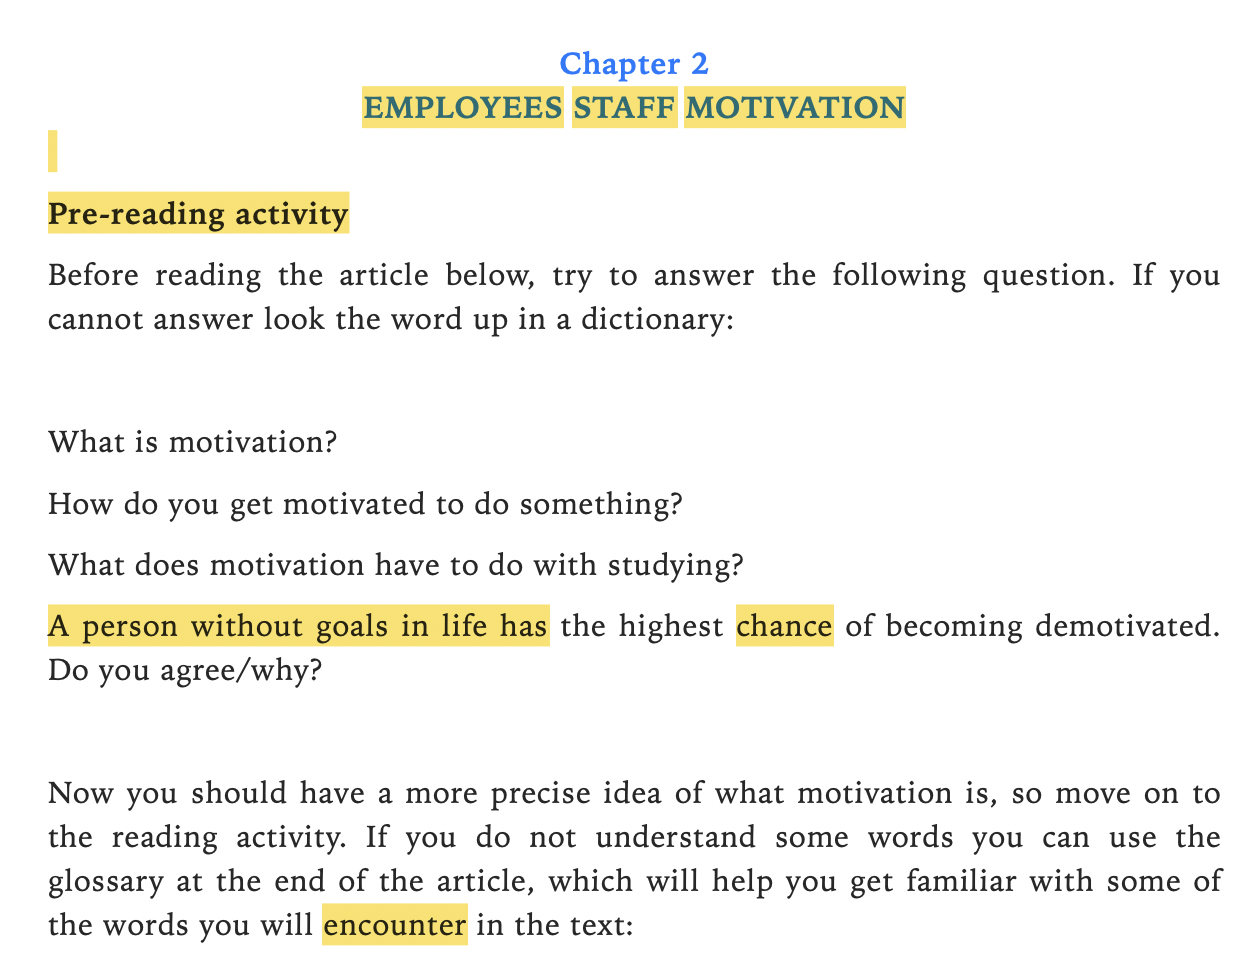 Chapter 2
EMPLOYEES STAFF MOTIVATION
Pre-reading activity
Before reading the article below, try to answer the following question. If you
cannot answer look the word up in a dictionary:
What is motivation?
How do you get motivated to do something?
What does motivation have to do with studying?
A person without goals in life has the highest chance of becoming demotivated.
Do you agree/why?
Now you should have a more precise idea of what motivation is, so move on to
the reading activity. If you do not understand some words you can use the
glossary at the end of the article, which will help you get familiar with some of
the words you will encounter in the text: